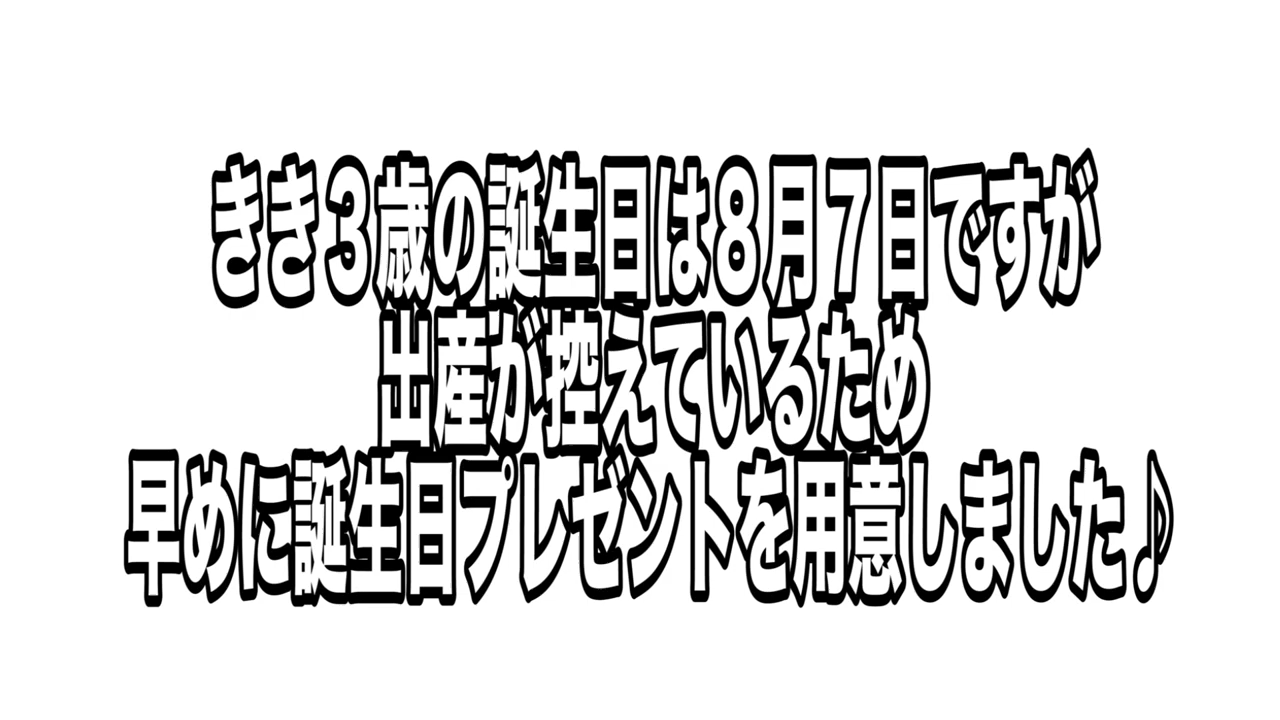 きき３歳の誕生日は８月７日ですが
出産が控えているため
早めに誕生日プレゼントを用意しました♪